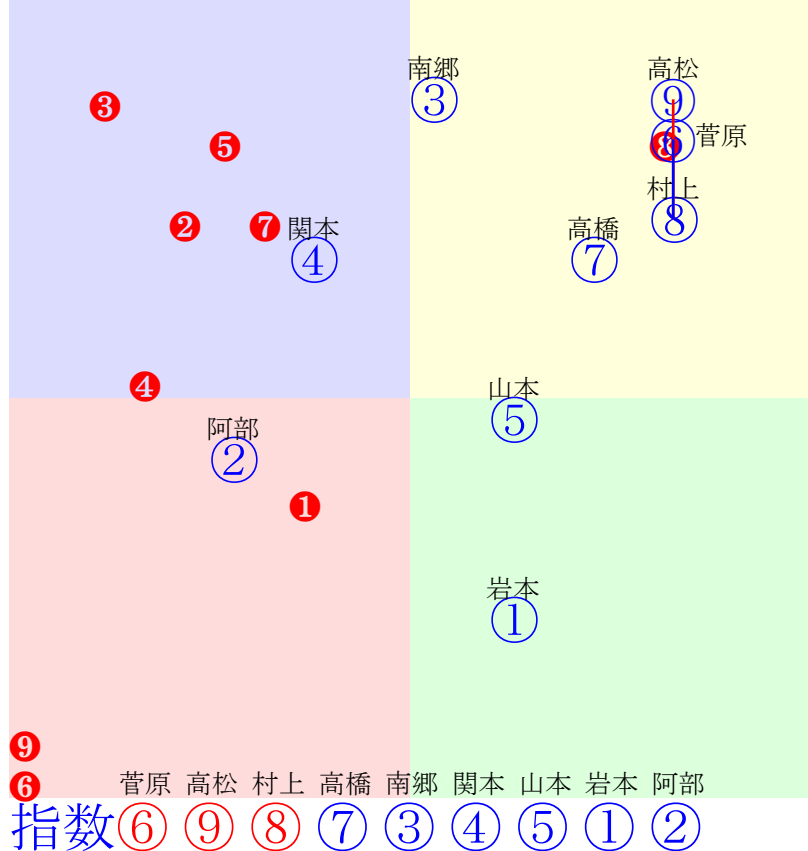 南郷 高松
❸ ③ ⑨
❺ ❽ ⑥ 菅原
村上
❷ ❼ 関本 高橋 ⑧
④ ⑦
❹ 山本
阿部 ⑤
②
❶
岩本
①
❾
❻ 菅原 高松 村上 高橋 南郷 関本 山本 岩本 阿部
指数 ⑥ ⑨ ⑧ ⑦ ③ ④ ⑤ ① ②